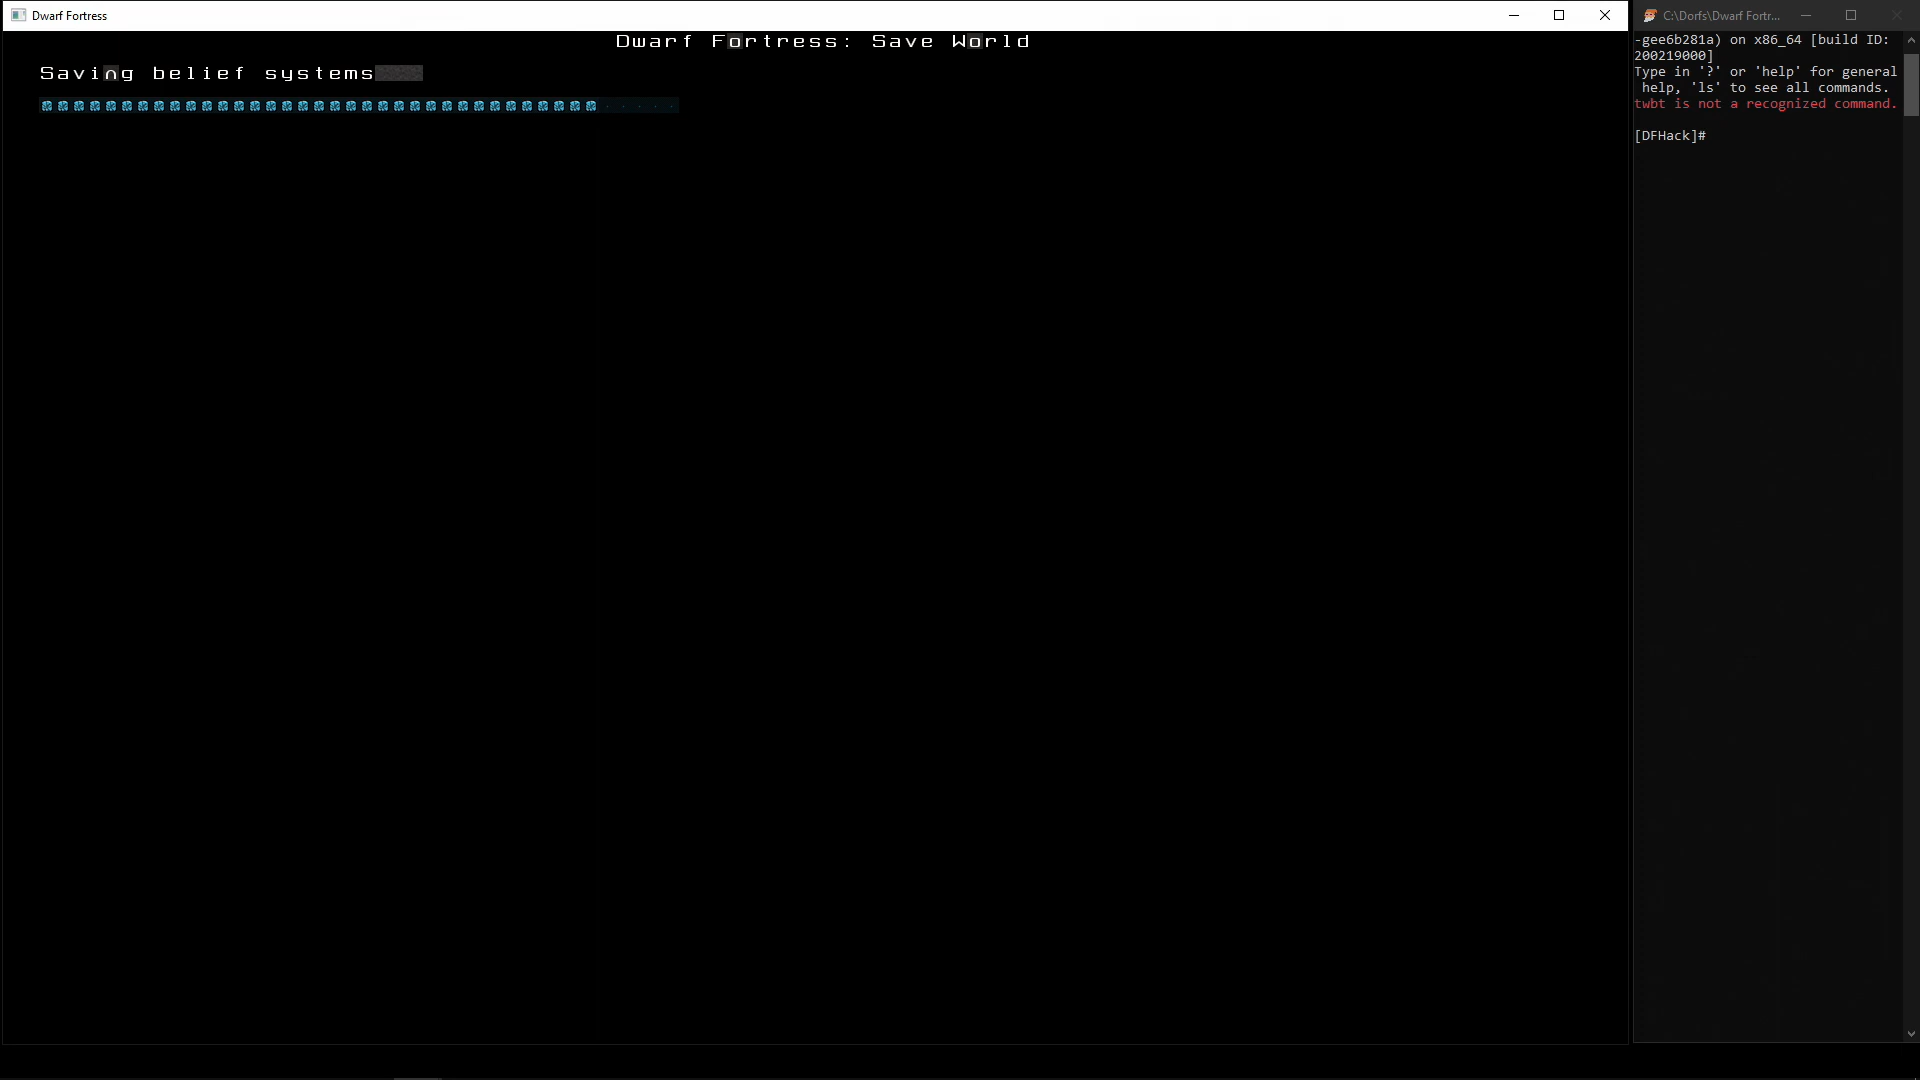 Dwarf Fortress
Dwarf Fortress: Save World
Saving belief systems
C:\Dorfs\Dwarf Fortr...
-gee6b281a) on x86_64 [build ID:
200219000]
Type in '?' or 'help' for general
help, 'ls' to see all commands.
twbt is not a recognized command.
[DFHack]#